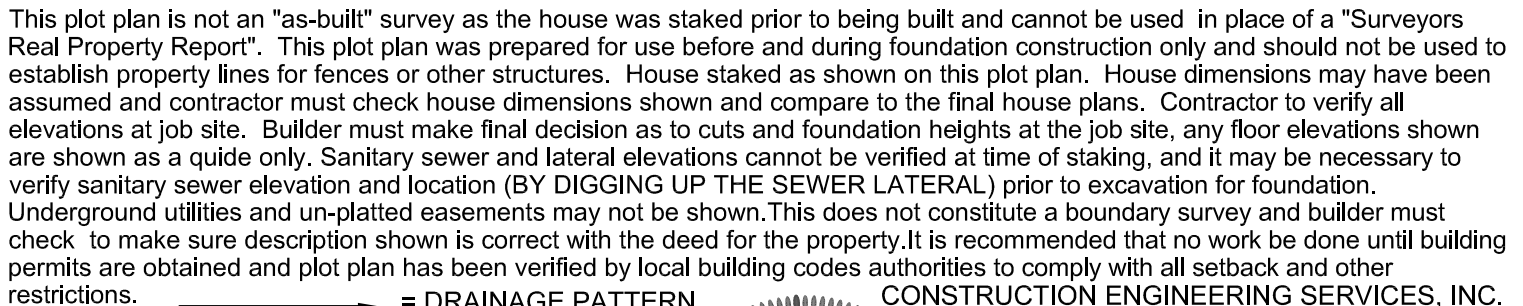 This plot plan is not an "as-built" survey as the house was staked prior to being built and cannot be used  in place of a "Surveyors
Real Property Report".  This plot plan was prepared for use before and during foundation construction only and should not be used to
establish property lines for fences or other structures.  House staked as shown on this plot plan.  House dimensions may have been
assumed and contractor must check house dimensions shown and compare to the final house plans.  Contractor to verify all
elevations at job site.  Builder must make final decision as to cuts and foundation heights at the job site, any floor elevations shown
are shown as a quide only. Sanitary sewer and lateral elevations cannot be verified at time of staking, and it may be necessary to
verify sanitary sewer elevation and location (BY DIGGING UP THE SEWER LATERAL) prior to excavation for foundation.
Underground utilities and un-platted easements may not be shown.This does not constitute a boundary survey and builder must
check  to make sure description shown is correct with the deed for the property.It is recommended that no work be done until building
permits are obtained and plot plan has been verified by local building codes authorities to comply with all setback and other
restrictions.
= DRAINAGE PATTERN
CONSTRUCTION ENGINEERING SERVICES, INC.